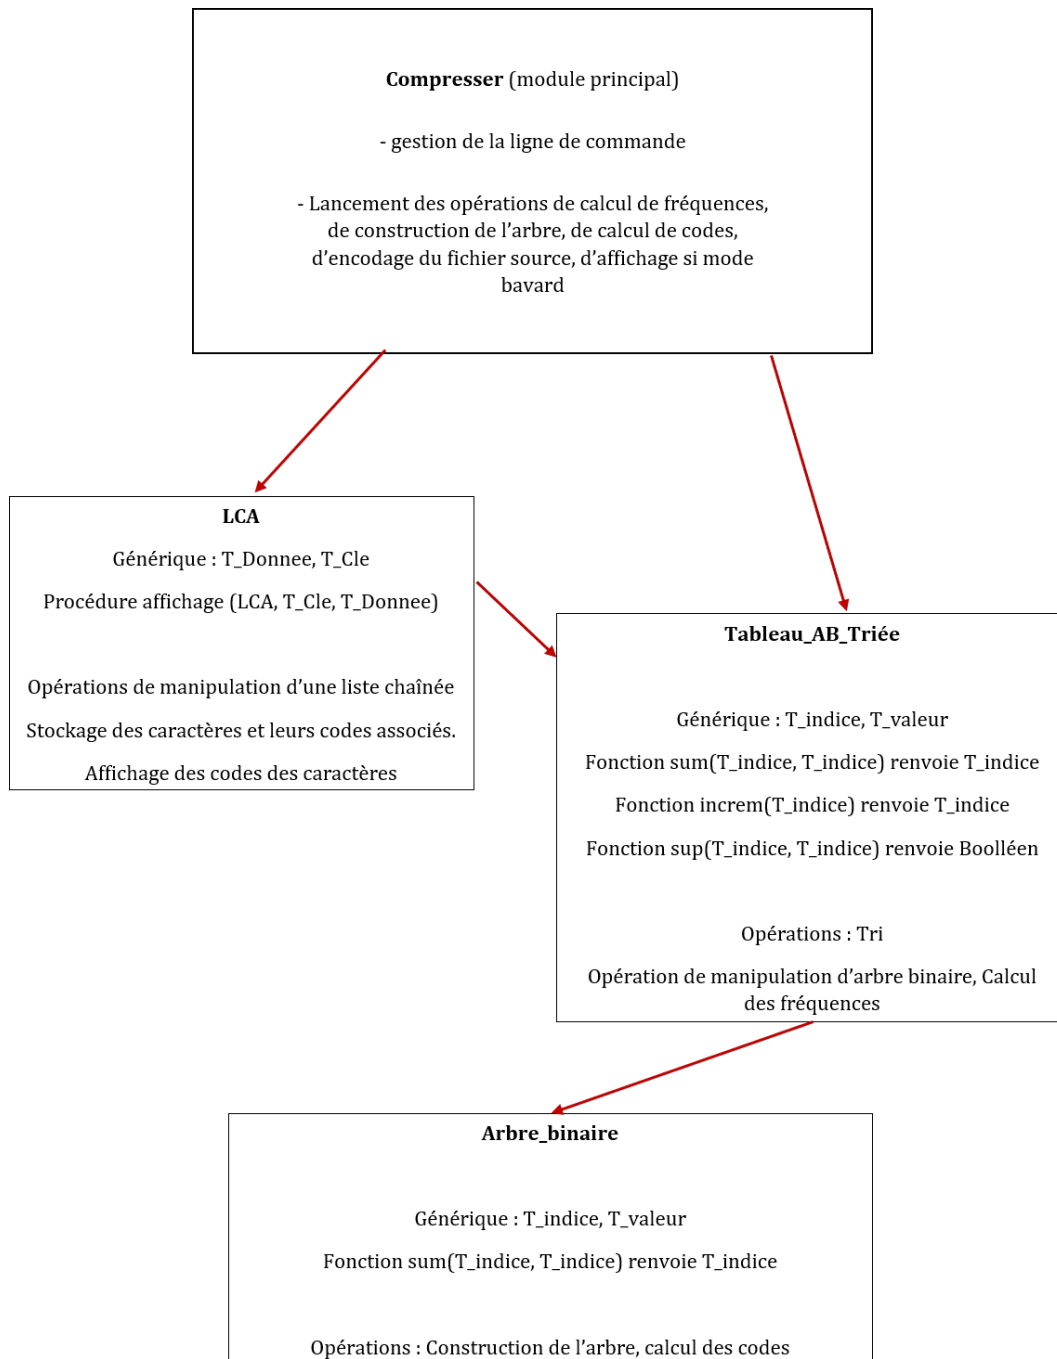 Compresser (module principal)
- gestion de la ligne de commande
- Lancement des opérations de calcul de fréquences,
de construction de l'arbre, de calcul de codes,
d'encodage du fichier source, d'affichage si mode
bavard
LCA
Générique : T_Donnee, T_Cle
Procédure affichage (LCA, T_Cle, T_Donnee)
Opérations de manipulation d'une liste chaînée
Stockage des caractères et leurs codes associés.
Affichage des codes des caractères
Tableau_AB_Triée
Générique : T_indice, T_valeur
Fonction sum(T_indice, T_indice) renvoie T_indice
Fonction increm(T_indice) renvoie T_indice
Fonction sup(T_indice, T_indice) renvoie Boolléen
Opérations : Tri
Opération de manipulation d'arbre binaire, Calcul
des fréquences
Arbre_binaire
Générique : T_indice, T_valeur
Fonction sum(T_indice, T_indice) renvoie T_indice
Opérations : Construction de l'arbre, calcul des codes